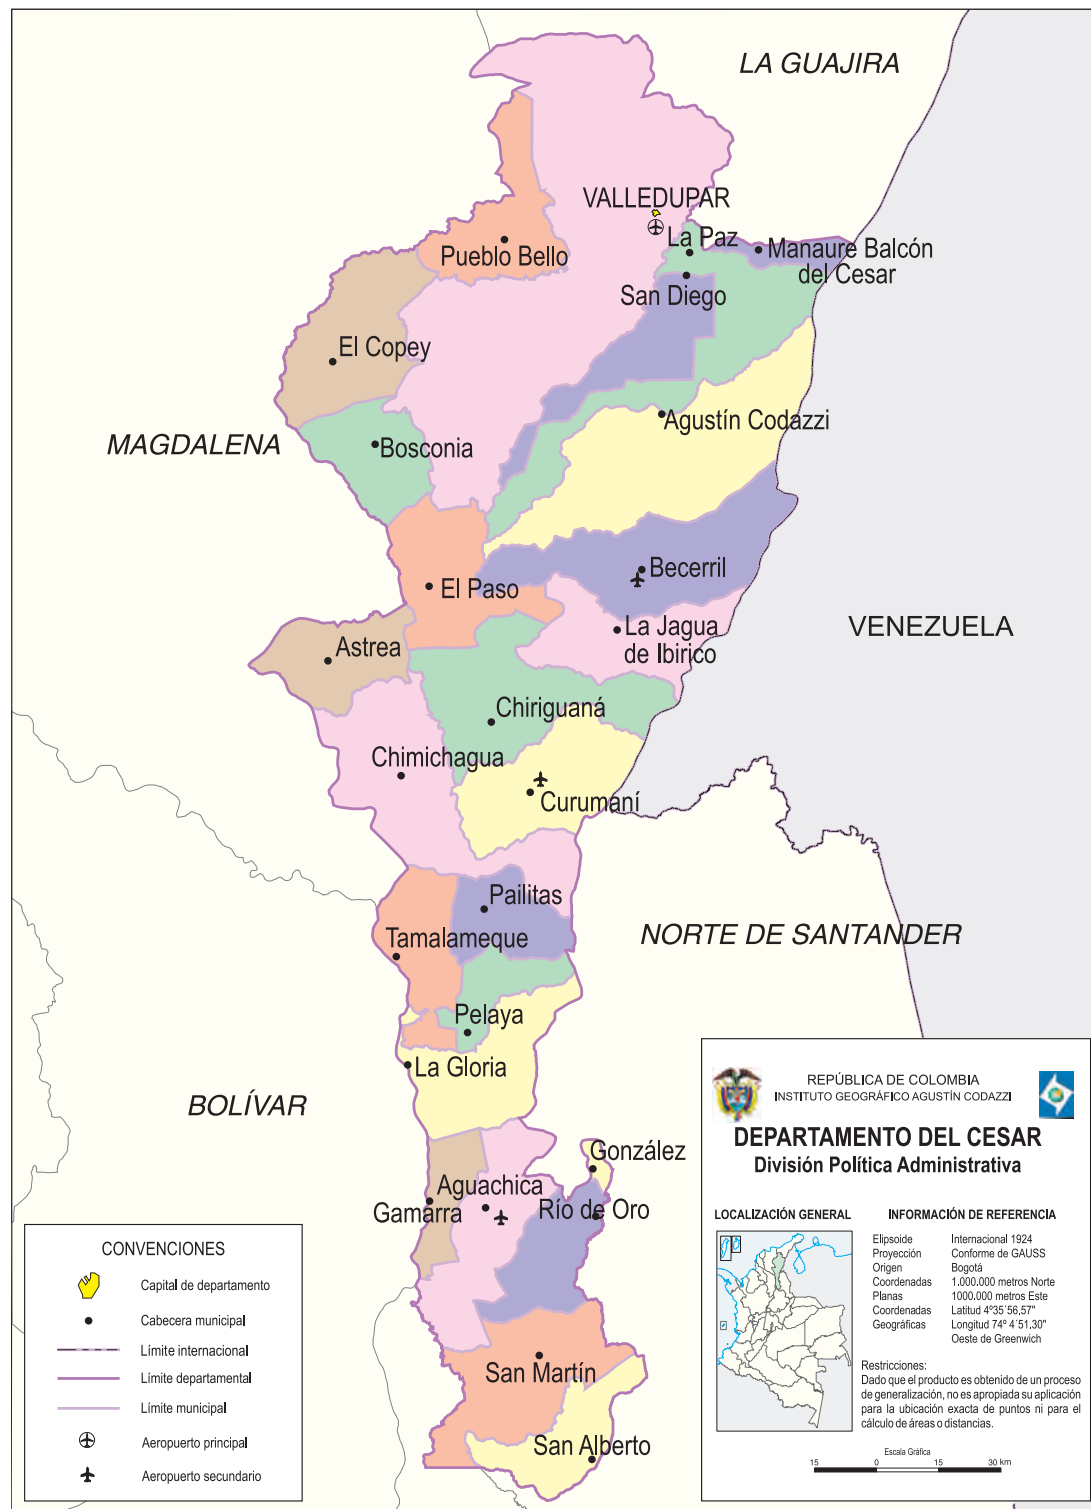 LA GUAJIRA
VALLEDUPAR
La Paz
Pueblo Bello
Manaure Balcón
del Cesar
San Diego
El Copey
Agustín Codazzi
MAGDALENA
Bosconia
Becerril
El Paso
La Jagua
de Ibirico
VENEZUELA
Astrea
Chiriguaná
Chimichagua
Curumaní
Pailitas
Tamalameque
NORTE DE SANTANDER
Pelaya
La Gloria
BOLÍVAR
González
Aguachica
Gamarra
Río de Oro
San Martín
San Alberto
CONVENCIONES
Capital de departamento
Cabecera municipal
Límite internacional
Límite departamental
Límite municipal
Aeropuerto principal
Aeropuerto secundario
REPÚBLICA DE COLOMBIA
INSTITUTO GEOGRÁFICO AGUSTÍN CODAZZI
DEPARTAMENTO DEL CESAR
División Política Administrativa
LOCALIZACIÓN GENERAL
INFORMACIÓN DE REFERENCIA
Elipsoide Internacional 1924
Proyección Conforme de GAUSS
Origen Bogotá
Coordenadas 1.000.000 metros Norte
Planas 1000.000 metros Este
Coordenadas Latitud 4º35´56,57"
Geográficas Longitud 74º 4´51,30"
Oeste de Greenwich
Restricciones:
Dado que el producto es obtenido de un proceso
de generalización, no es apropiada su aplicación
para la ubicación exacta de puntos ni para el
cálculo de áreas o distancias.
Escala Gráfica
15 0 15 30 km